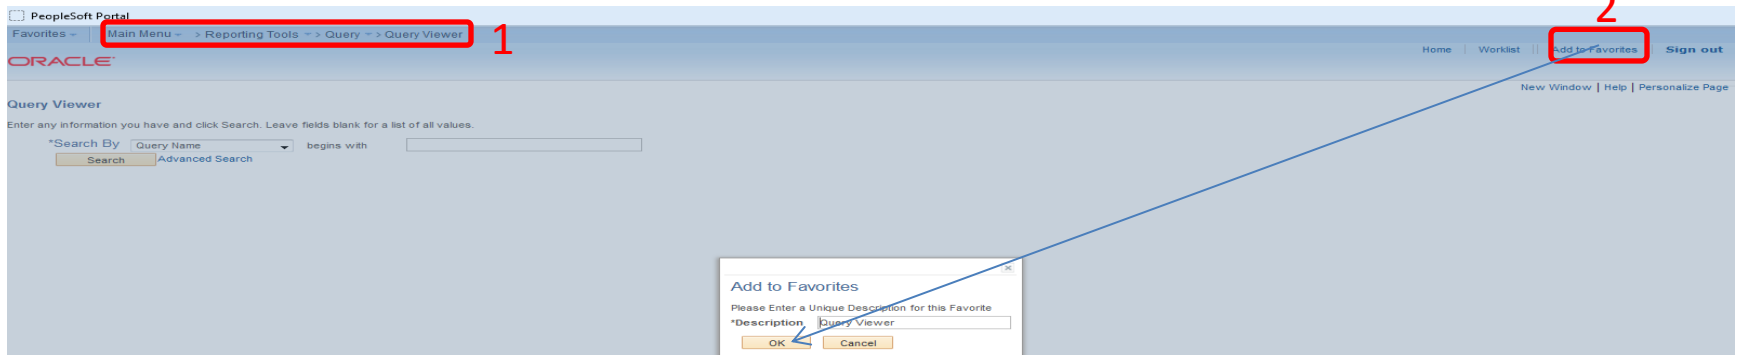 PeopleSoft Portal
2
Favorites Main Menu > Reporting Tools > Query > Query Viewer 1
Home | Worklist | Add to Favorites | Sign out
ORACLE
New Window | Help | Personalize Page
Query Viewer
Enter any information you have and click Search. Leave fields blank for a list of all values.
*Search By Query Name begins with
Search Advanced Search
Add to Favorites
Please Enter a Unique Description for this Favorite
*Description Query Viewer
OK Cancel